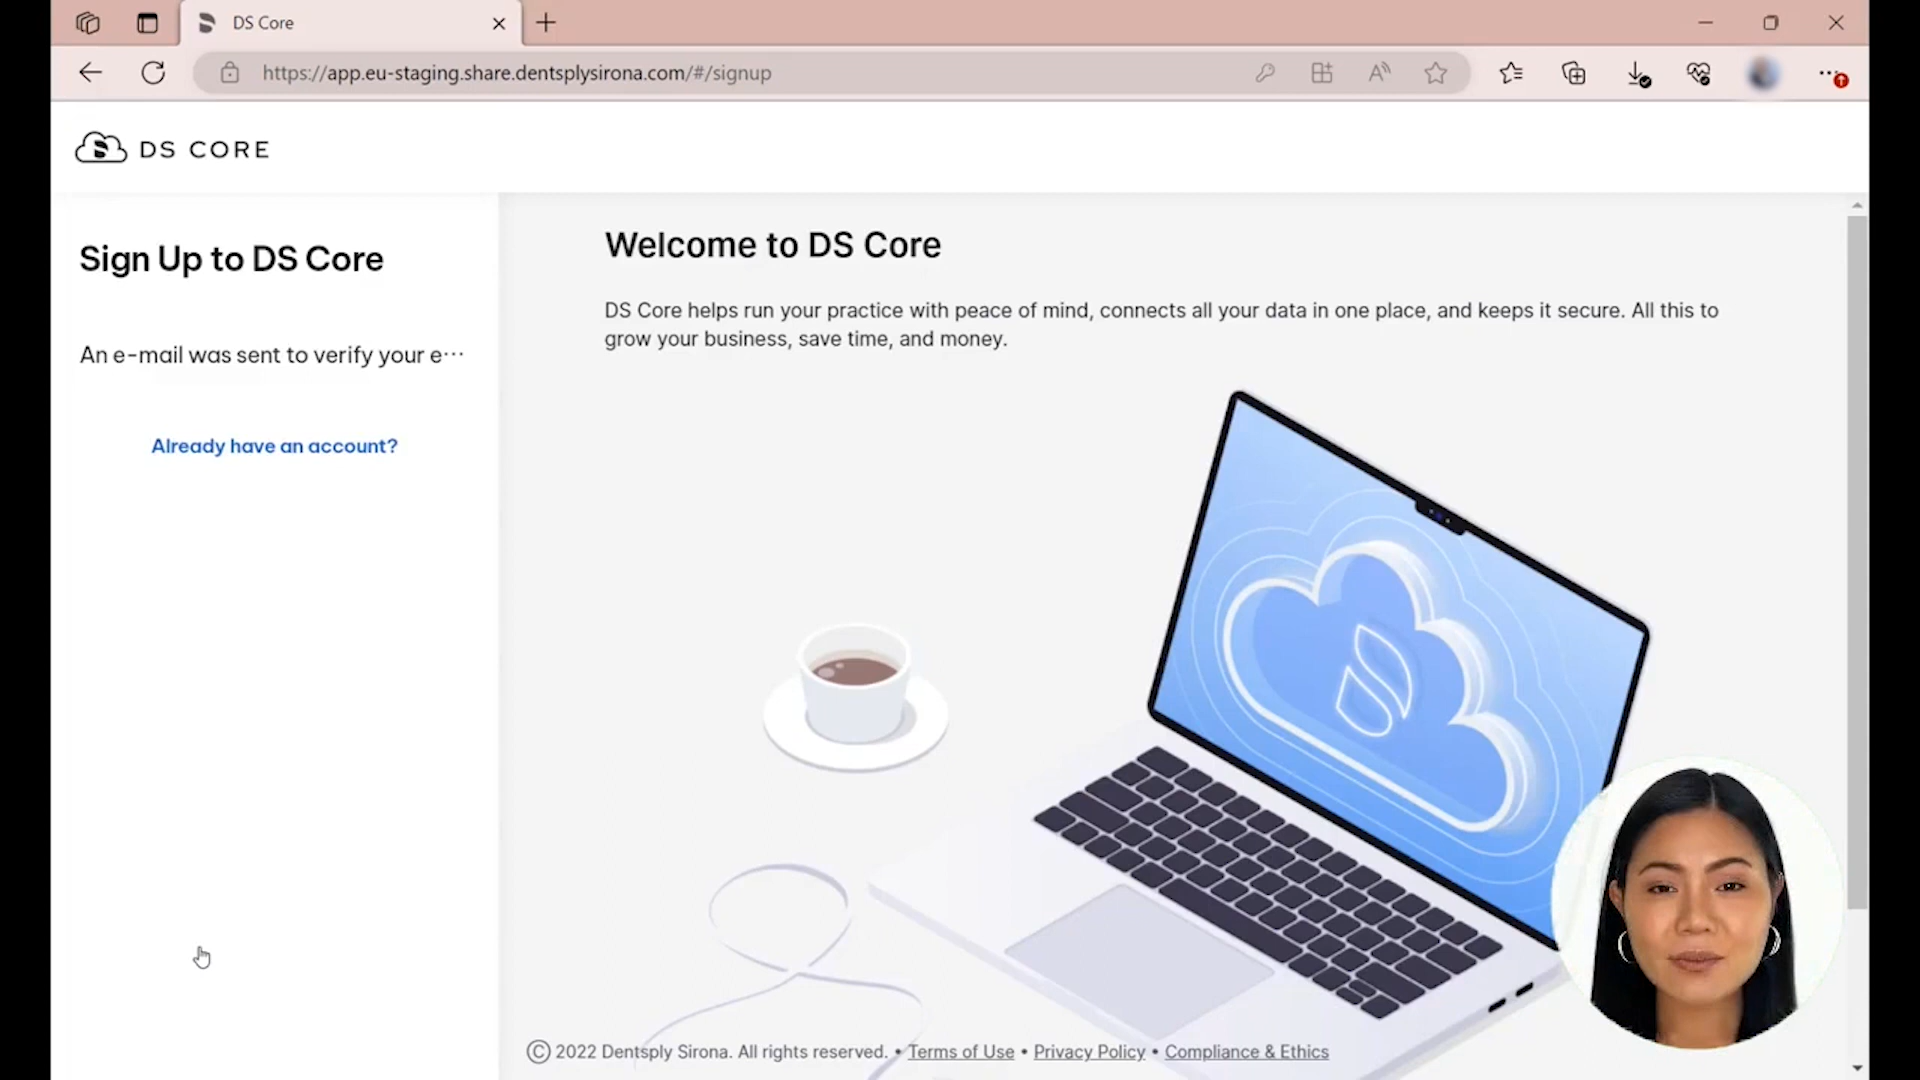 DS Core
https://app.eu-staging.share.dentsplysirona.com/#/signup
DS CORE
Sign Up to DS Core
An e-mail was sent to verify your e…
Already have an account?
Welcome to DS Core
DS Core helps run your practice with peace of mind, connects all your data in one place, and keeps it secure. All this to
grow your business, save time, and money.
© 2022 Dentsply Sirona. All rights reserved. • Terms of Use • Privacy Policy • Compliance & Ethics